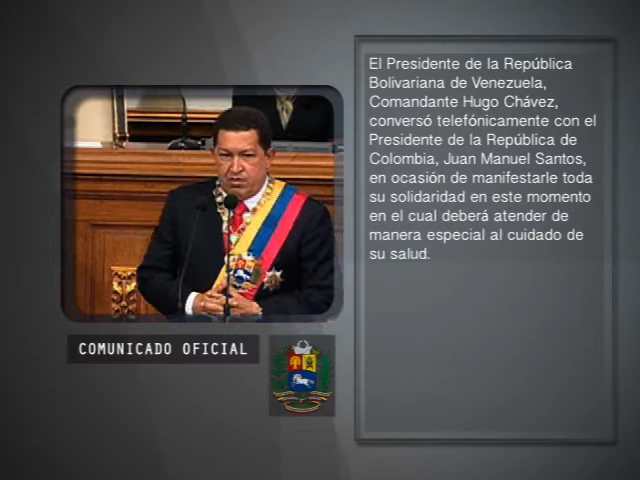 El Presidente de la República
Bolivariana de Venezuela,
Comandante Hugo Chávez,
conversó telefónicamente con el
Presidente de la República de
Colombia, Juan Manuel Santos,
en ocasión de manifestarle toda
su solidaridad en este momento
en el cual deberá atender de
manera especial al cuidado de
su salud.
COMUNICADO OFICIAL